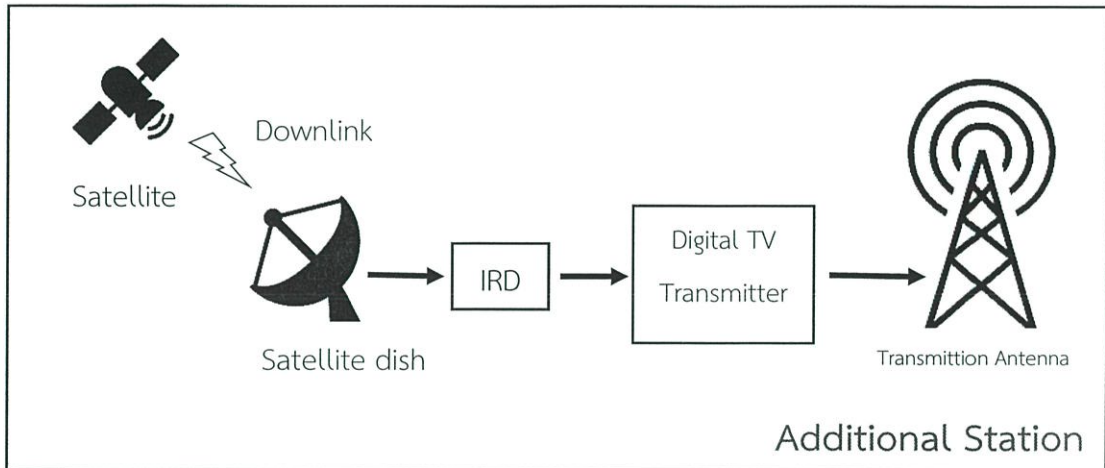 Downlink
Satellite
Satellite dish
IRD
Digital TV
Transmitter
Transmittion Antenna
Additional Station